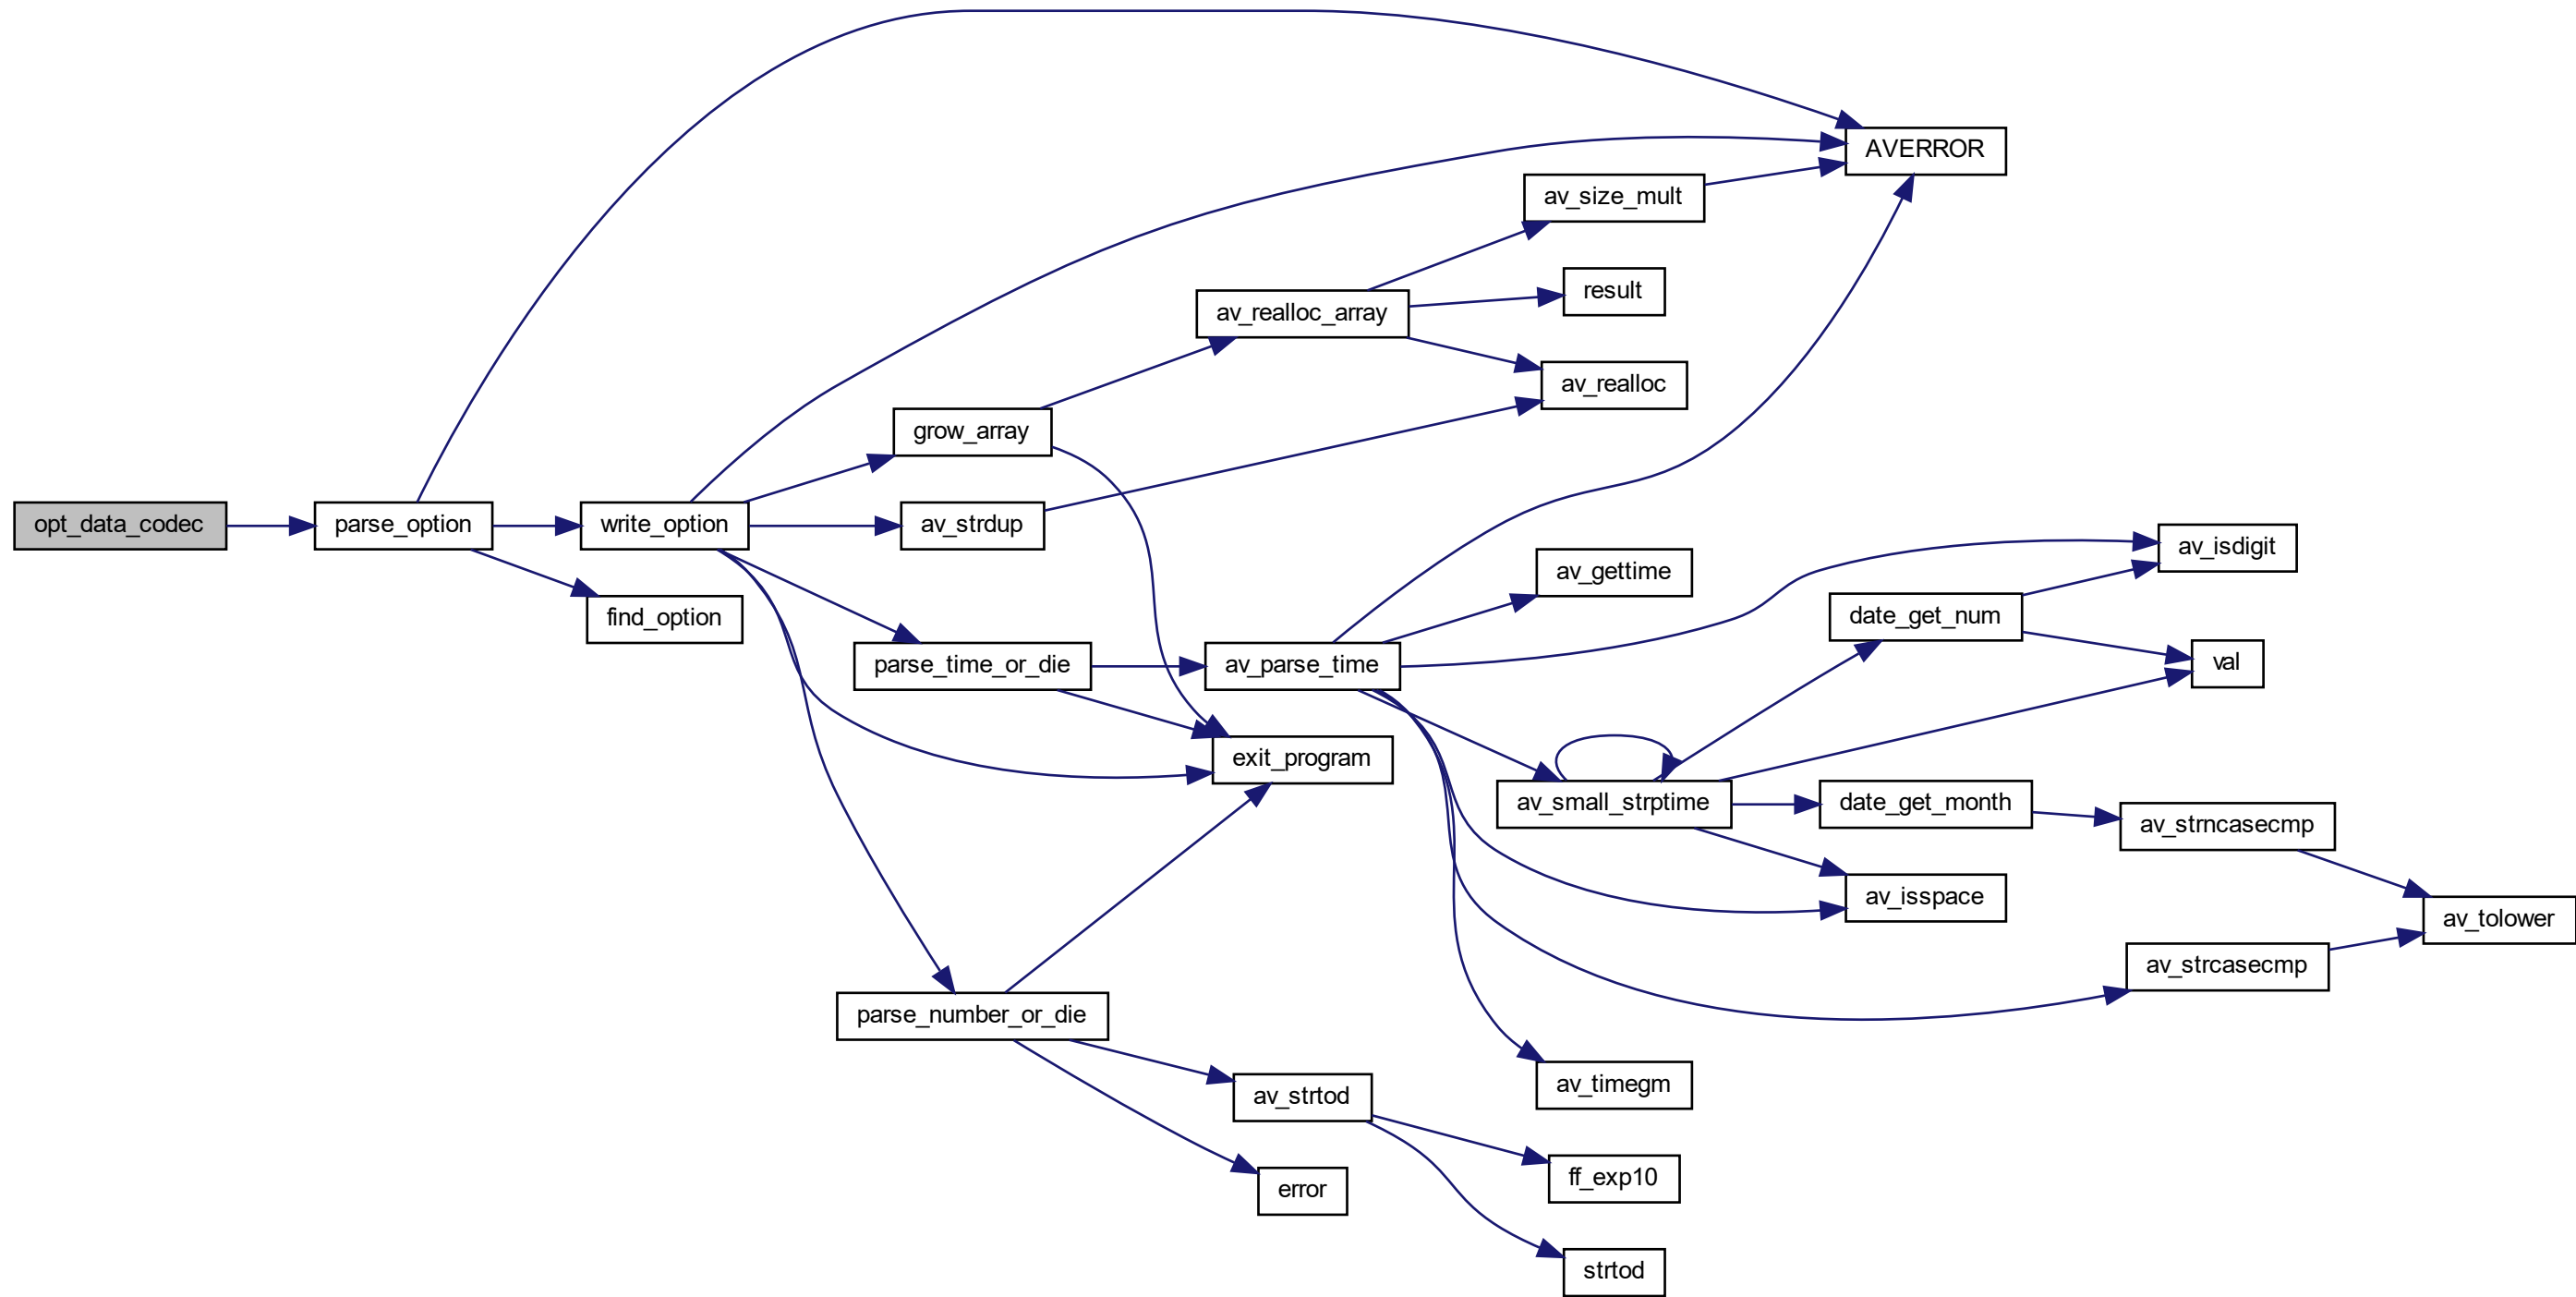 AVERROR
av_size_mult
result
av_realloc_array
av_realloc
grow_array
opt_data_codec
parse_option
write_option
av_strdup
av_isdigit
av_gettime
find_option
date_get_num
parse_time_or_die
av_parse_time
val
exit_program
av_small_strptime
date_get_month
av_strncasecmp
av_isspace
av_tolower
av_strcasecmp
parse_number_or_die
av_timegm
av_strtod
ff_exp10
error
strtod